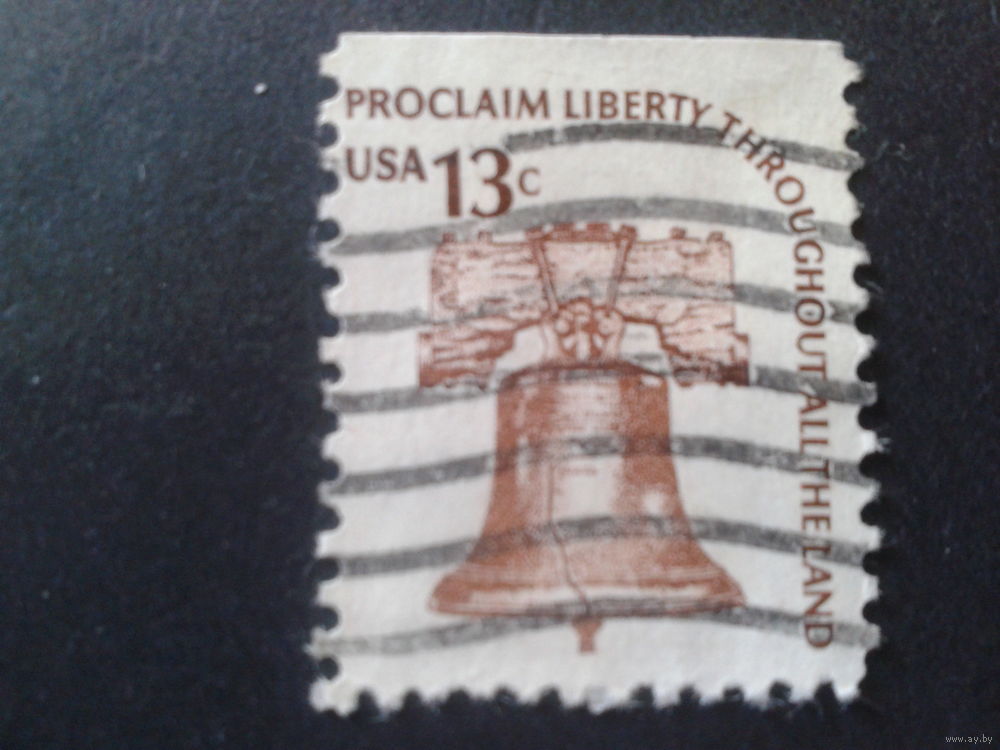 PROCLAIM LIBERTY THROUGHOUT ALL THE LAND
USA 13c
www.ay.by